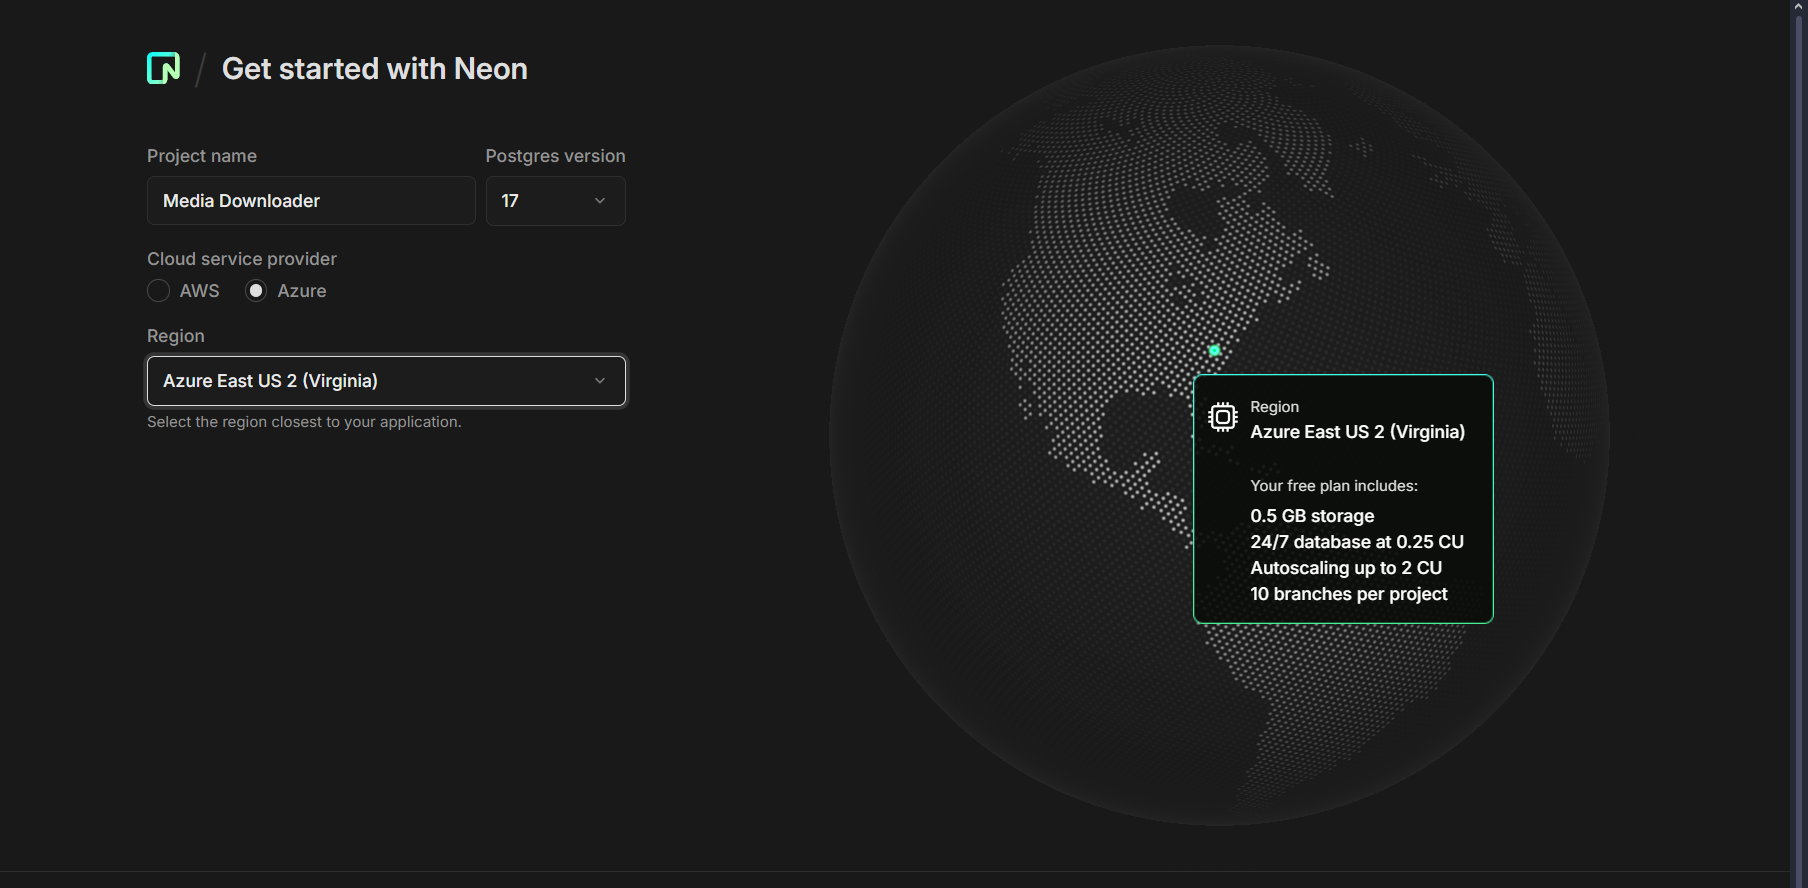 Get started with Neon
Project name
Postgres version
Media Downloader
17
Cloud service provider
AWS
Azure
Region
Azure East US 2 (Virginia)
Select the region closest to your application.
Region
Azure East US 2 (Virginia)
Your free plan includes:
0.5 GB storage
24/7 database at 0.25 CU
Autoscaling up to 2 CU
10 branches per project